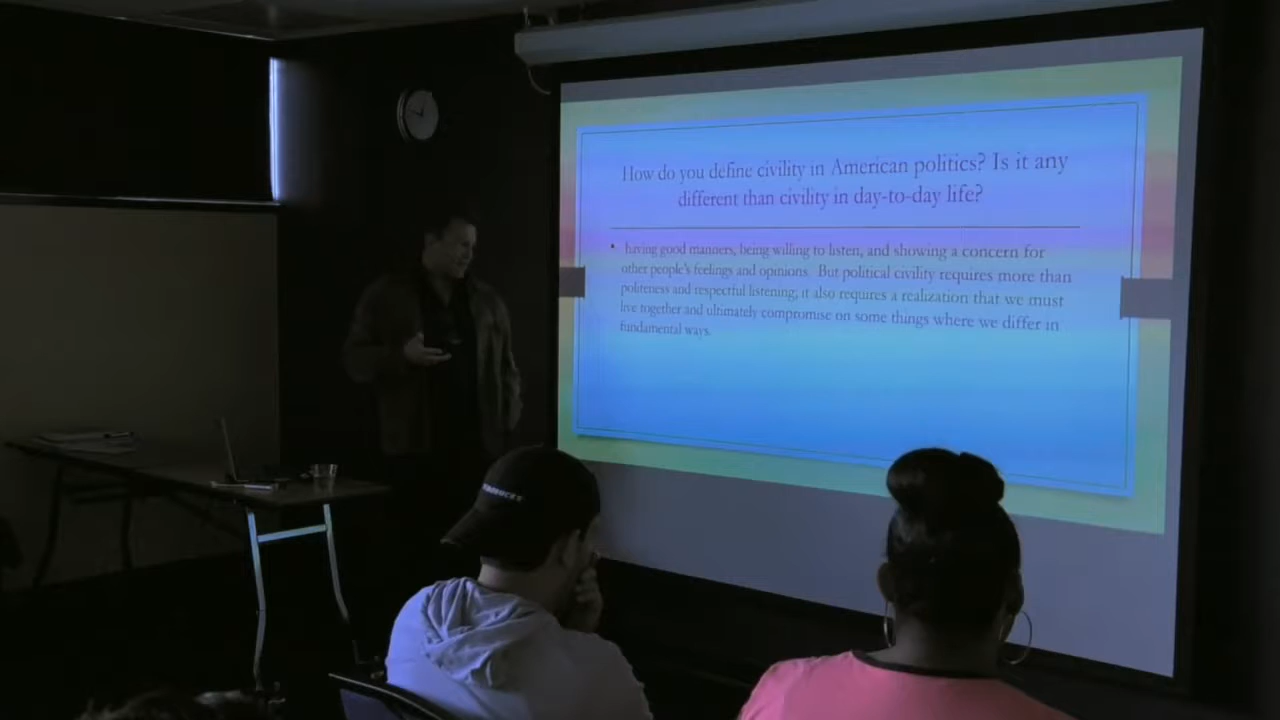 How do you define civility in American politics? Is it any
different than civility in day-to-day life?
• having good manners, being willing to listen, and showing a concern for
other people's feelings and opinions. But political civility requires more than
politeness and respectful listening; it also requires a realization that we must
live together and ultimately compromise on some things where we differ in
fundamental ways.